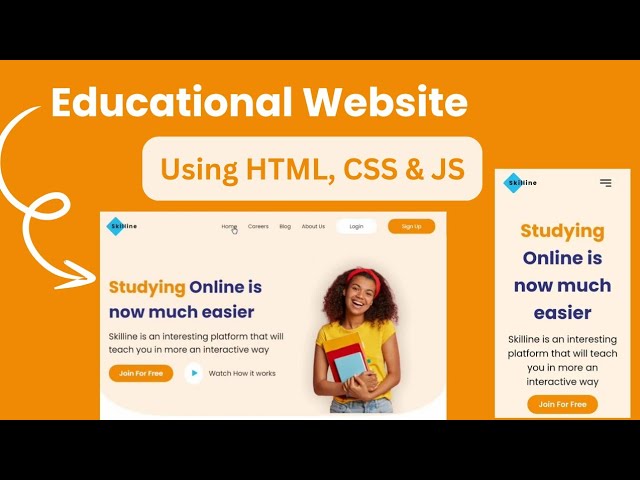 Educational Website
Using HTML, CSS & JS
Skilline
Home Careers Blog About Us Login Sign Up
Studying Online is
now much easier
Skilline is an interesting platform that will
teach you in more an interactive way
Join For Free Watch How it works
Skilline
Studying
Online is
now much
easier
Skilline is an interesting
platform that will teach
you in more an
interactive way
Join For Free